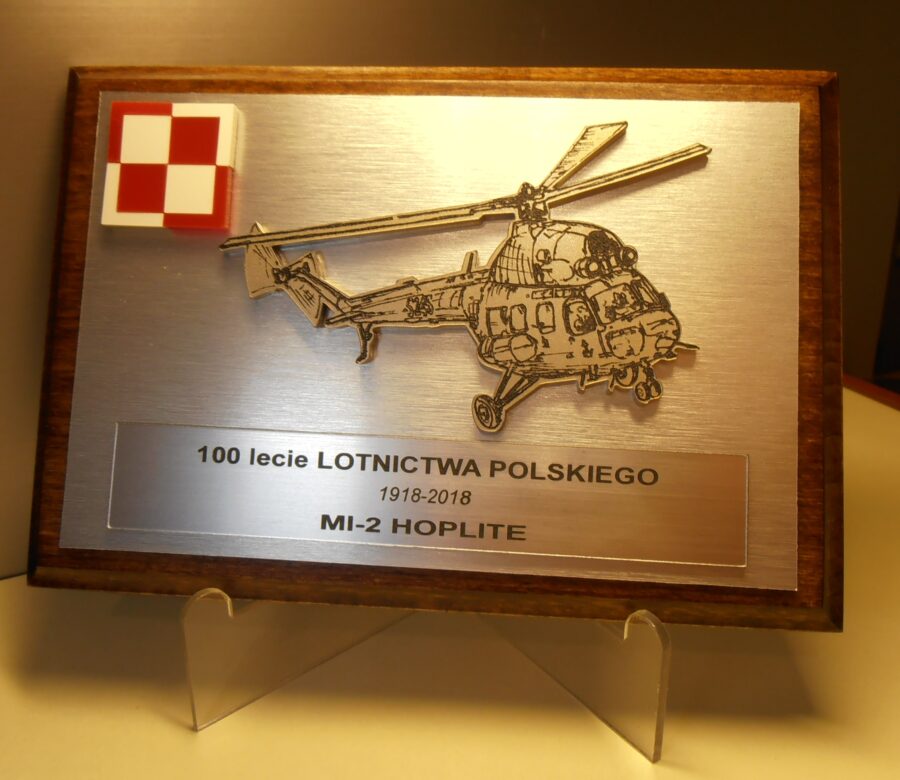 100 lecie LOTNICTWA POLSKIEGO
1918-2018
MI-2 HOPLITE